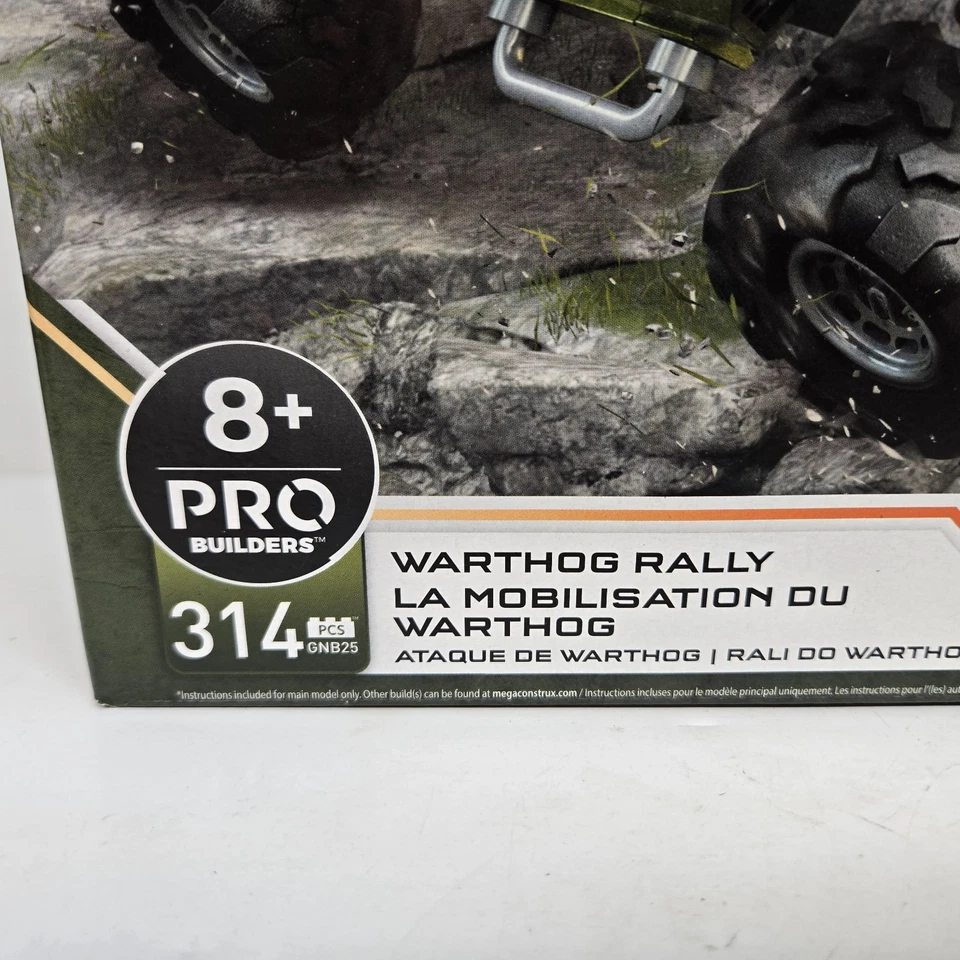 8+
PRO
BUILDERS™
314 PCS
GNB25
WARTHOG RALLY
LA MOBILISATION DU
WARTHOG
ATAQUE DE WARTHOG | RALI DO WARTHO
*Instructions included for main model only. Other build(s) can be found at megaconstrux.com / Instructions incluses pour le modèle principal uniquement. Les instructions pour l'(les) aut